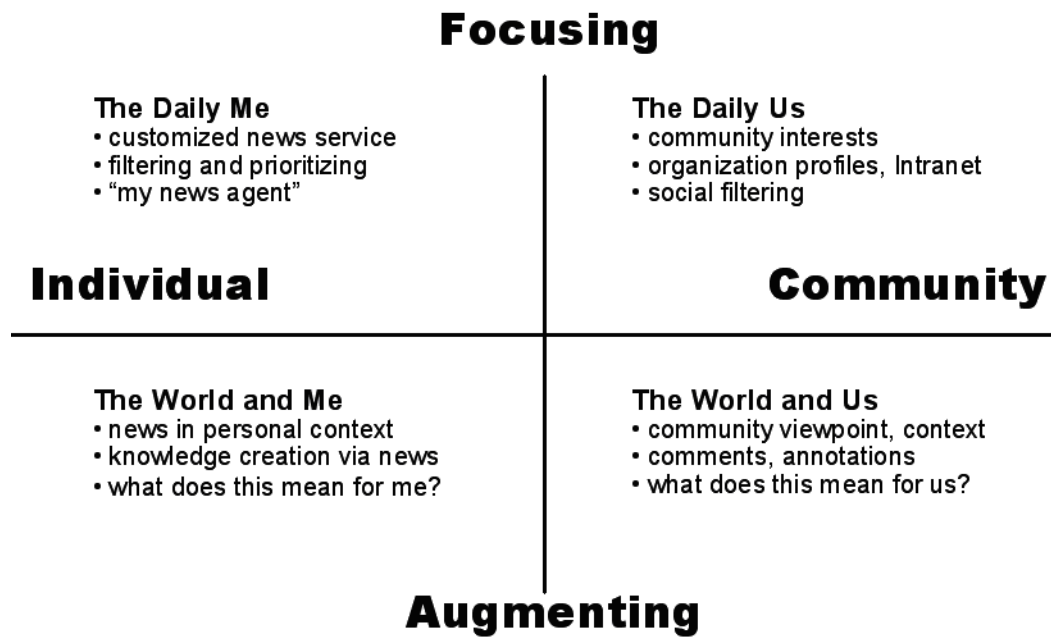 Focusing
The Daily Me
• customized news service
• filtering and prioritizing
• “my news agent”
The Daily Us
• community interests
• organization profiles, Intranet
• social filtering
Individual
Community
The World and Me
• news in personal context
• knowledge creation via news
• what does this mean for me?
The World and Us
• community viewpoint, context
• comments, annotations
• what does this mean for us?
Augmenting